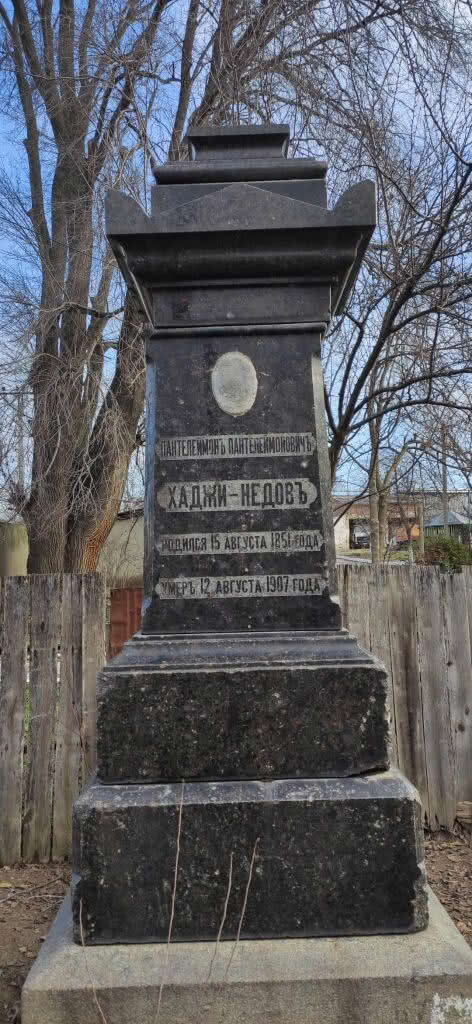 ПАНТЕЛЕИМОНЪ ПАНТЕЛЕИМОНОВИЧЪ
ХАДЖИ-НЕДОВЪ
РОДИЛСЯ 15 АВГУСТА 1851 ГОДА
УМЕРЪ 12 АВГУСТА 1907 ГОДА